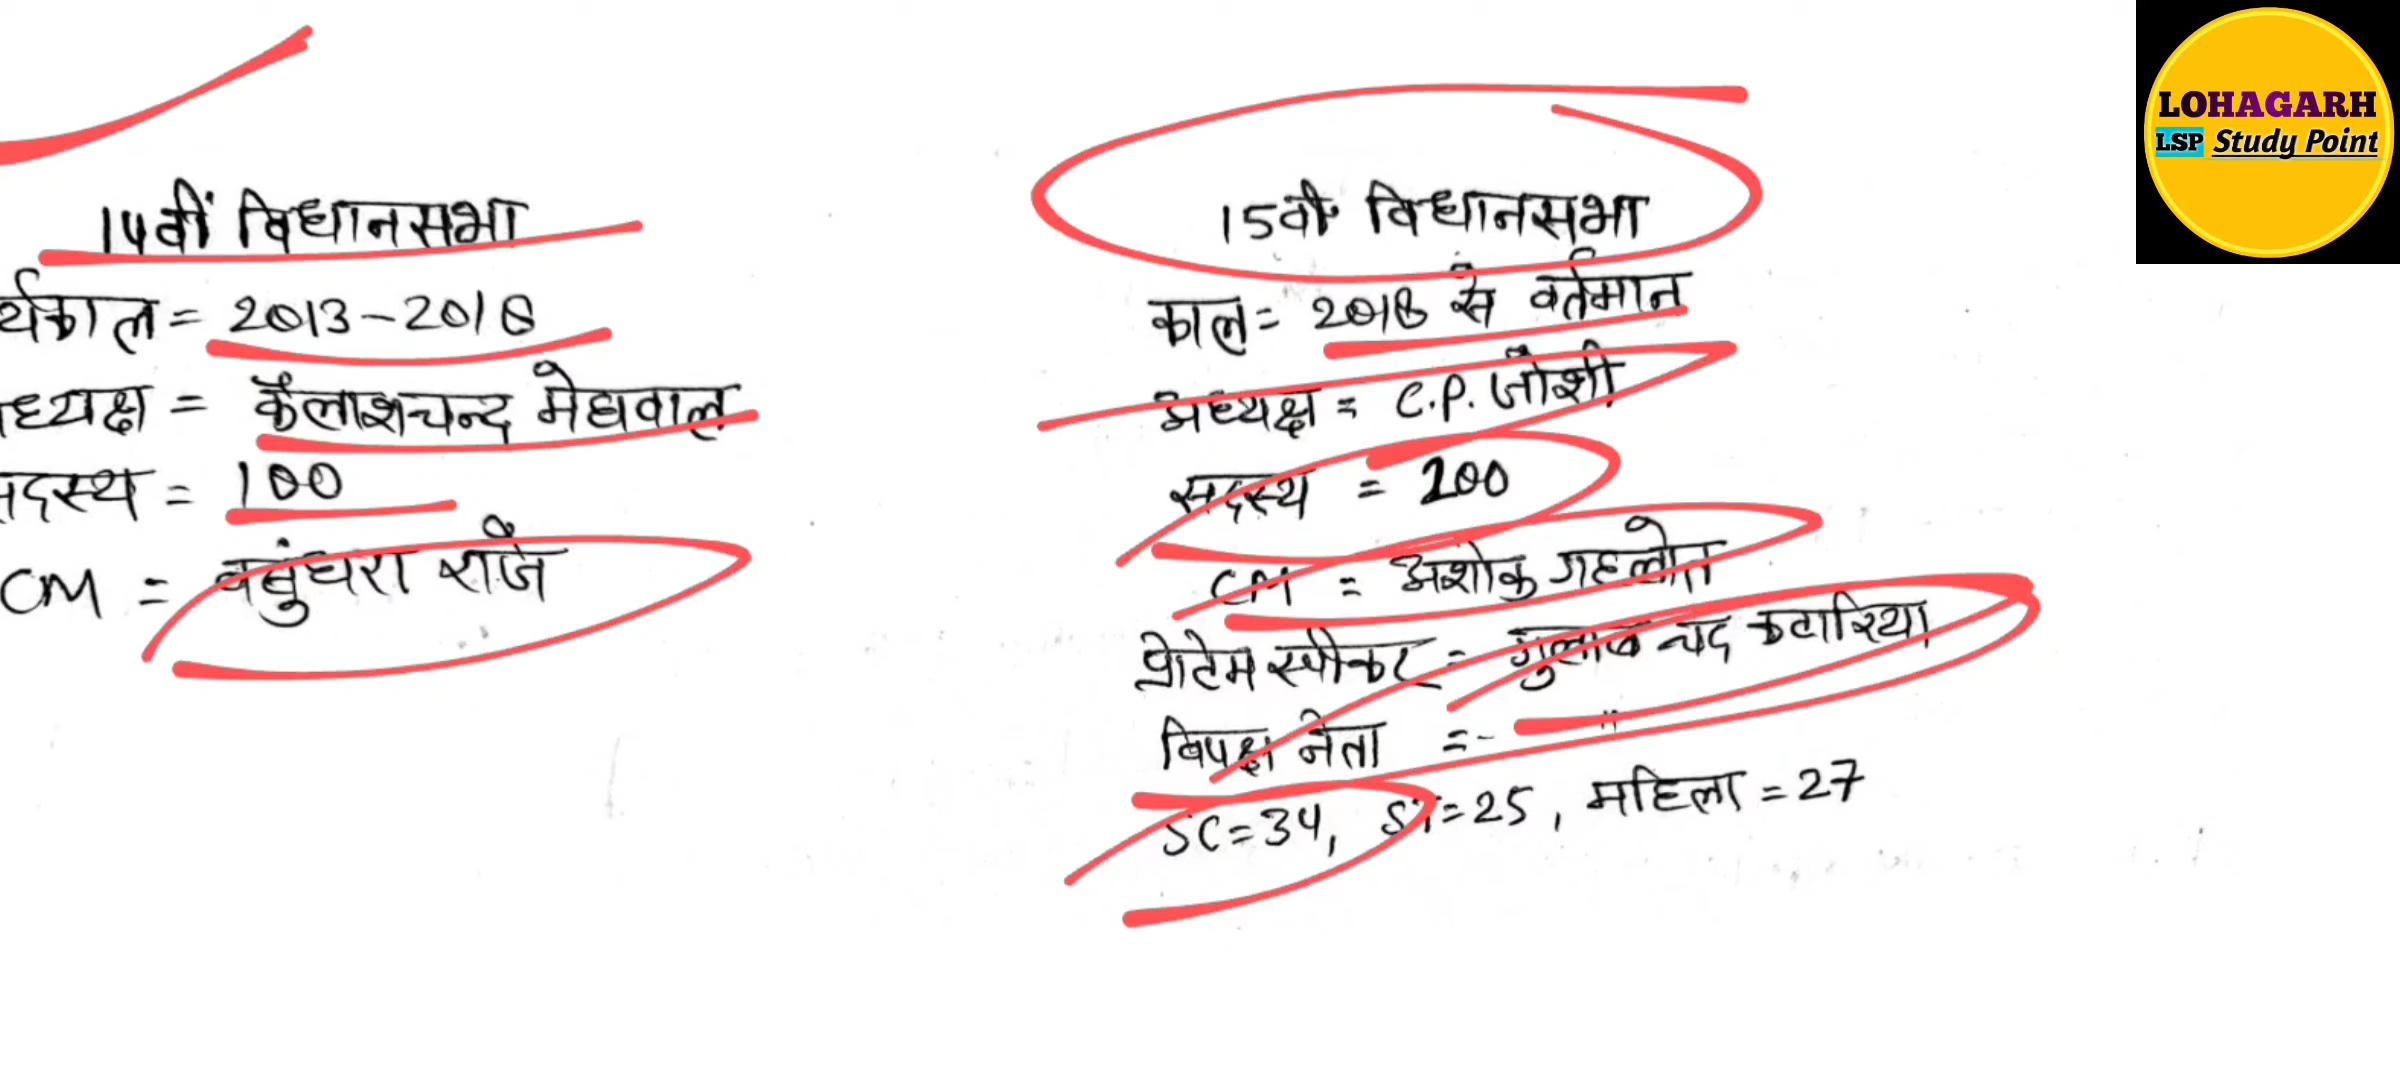 14वीं विधानसभा
र्यकाल = 2013-2018
ध्यक्ष = कैलाशचन्द मेघवाल
सदस्य = 100
CM = वसुंधरा राजे
15वीं विधानसभा
काल = 2018 से वर्तमान
अध्यक्ष = C.P. जोशी
सदस्य = 200
CM = अशोक गहलोत
प्रोटेम स्पीकर = गुलाब चंद कटारिया
विपक्ष नेता = - "
SC=34, ST=25, महिला = 27
LOHAGARH
LSP Study Point